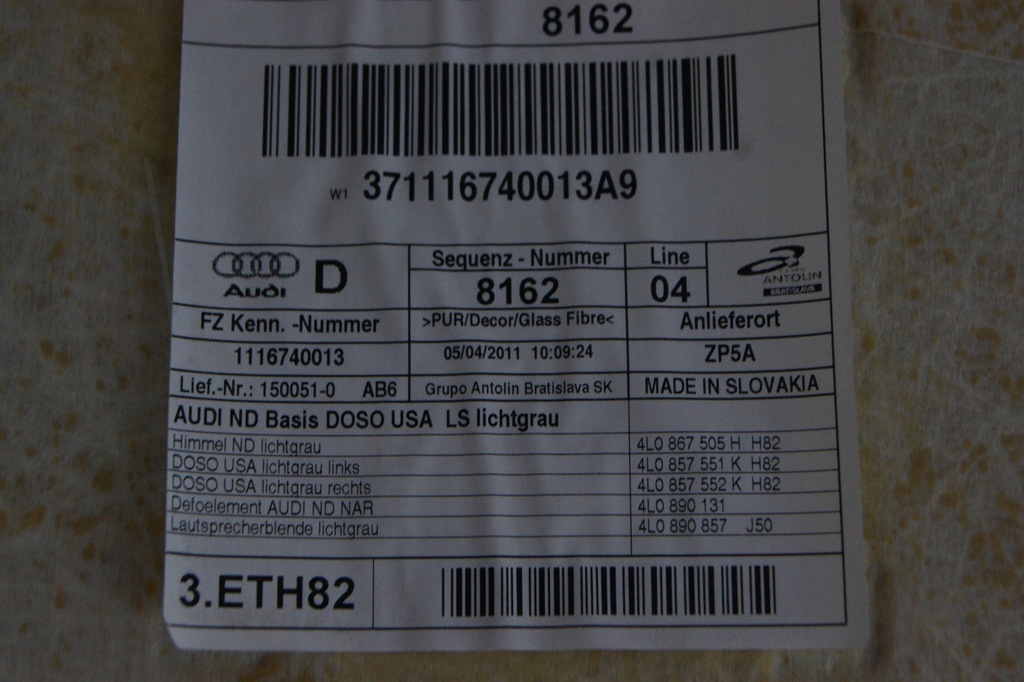 8162
W1 371116740013A9
Audi D Sequenz - Nummer Line
8162 04 ANTOLIN
BRATISLAVA
FZ Kenn. -Nummer >PUR/Decor/Glass Fibre< Anlieferort
1116740013 05/04/2011 10:09:24 ZP5A
Lief.-Nr.: 150051-0 AB6 Grupo Antolin Bratislava SK MADE IN SLOVAKIA
AUDI ND Basis DOSO USA LS lichtgrau
Himmel ND lichtgrau 4L0 867 505 H H82
DOSO USA lichtgrau links 4L0 857 551 K H82
DOSO USA lichtgrau rechts 4L0 857 552 K H82
Defoelement AUDI ND NAR 4L0 890 131
Lautsprecherblende lichtgrau 4L0 890 857 J50
3.ETH82